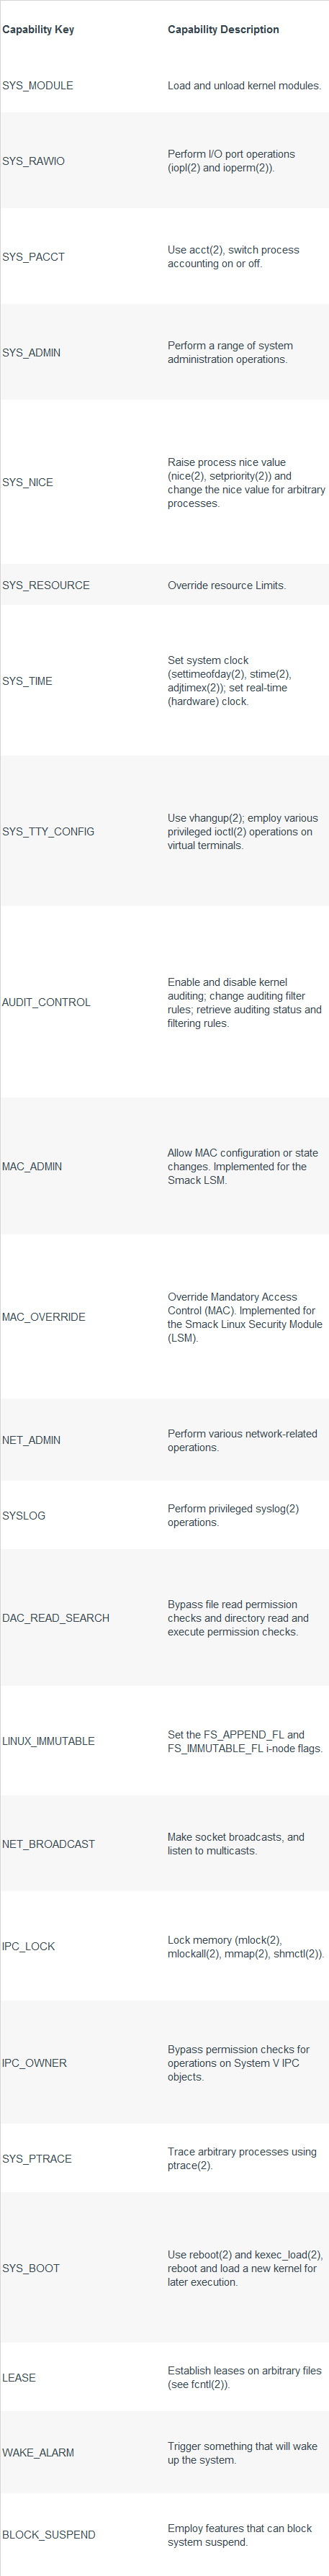 Capability Key Capability Description
SYS_MODULE Load and unload kernel modules.
SYS_RAWIO Perform I/O port operations
(iopl(2) and ioperm(2)).
SYS_PACCT Use acct(2), switch process
accounting on or off.
SYS_ADMIN Perform a range of system
administration operations.
SYS_NICE Raise process nice value
(nice(2), setpriority(2)) and
change the nice value for arbitrary
processes.
SYS_RESOURCE Override resource Limits.
SYS_TIME Set system clock
(settimeofday(2), stime(2),
adjtimex(2)); set real-time
(hardware) clock.
SYS_TTY_CONFIG Use vhangup(2); employ various
privileged ioctl(2) operations on
virtual terminals.
AUDIT_CONTROL Enable and disable kernel
auditing; change auditing filter
rules; retrieve auditing status and
filtering rules.
MAC_ADMIN Allow MAC configuration or state
changes. Implemented for the
Smack LSM.
MAC_OVERRIDE Override Mandatory Access
Control (MAC). Implemented for
the Smack Linux Security Module
(LSM).
NET_ADMIN Perform various network-related
operations.
SYSLOG Perform privileged syslog(2)
operations.
DAC_READ_SEARCH Bypass file read permission
checks and directory read and
execute permission checks.
LINUX_IMMUTABLE Set the FS_APPEND_FL and
FS_IMMUTABLE_FL i-node flags.
NET_BROADCAST Make socket broadcasts, and
listen to multicasts.
IPC_LOCK Lock memory (mlock(2),
mlockall(2), mmap(2), shmctl(2)).
IPC_OWNER Bypass permission checks for
operations on System V IPC
objects.
SYS_PTRACE Trace arbitrary processes using
ptrace(2).
SYS_BOOT Use reboot(2) and kexec_load(2),
reboot and load a new kernel for
later execution.
LEASE Establish leases on arbitrary files
(see fcntl(2)).
WAKE_ALARM Trigger something that will wake
up the system.
BLOCK_SUSPEND Employ features that can block
system suspend.